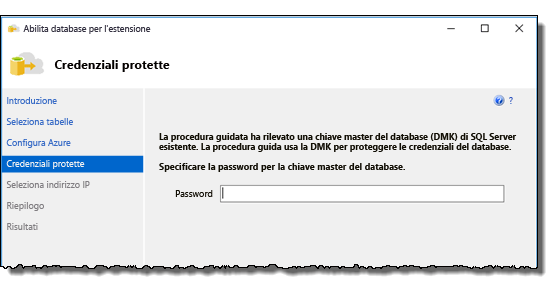 Abilita database per l'estensione
Credenziali protette
Introduzione
Seleziona tabelle
Configura Azure
Credenziali protette
Seleziona indirizzo IP
Riepilogo
Risultati
?
La procedura guidata ha rilevato una chiave master del database (DMK) di SQL Server
esistente. La procedura guida usa la DMK per proteggere le credenziali del database.
Specificare la password per la chiave master del database.
Password